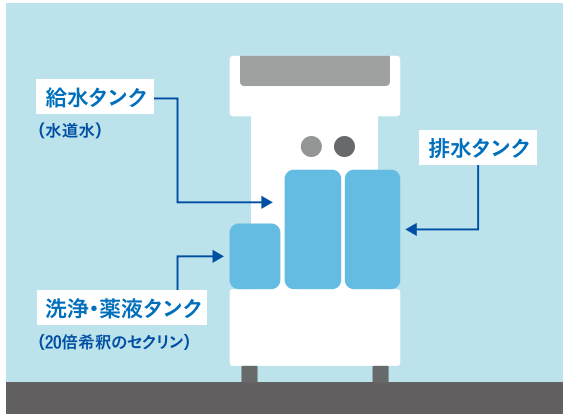 給水タンク
（水道水）
排水タンク
洗浄・薬液タンク
（20倍希釈のセクリン）